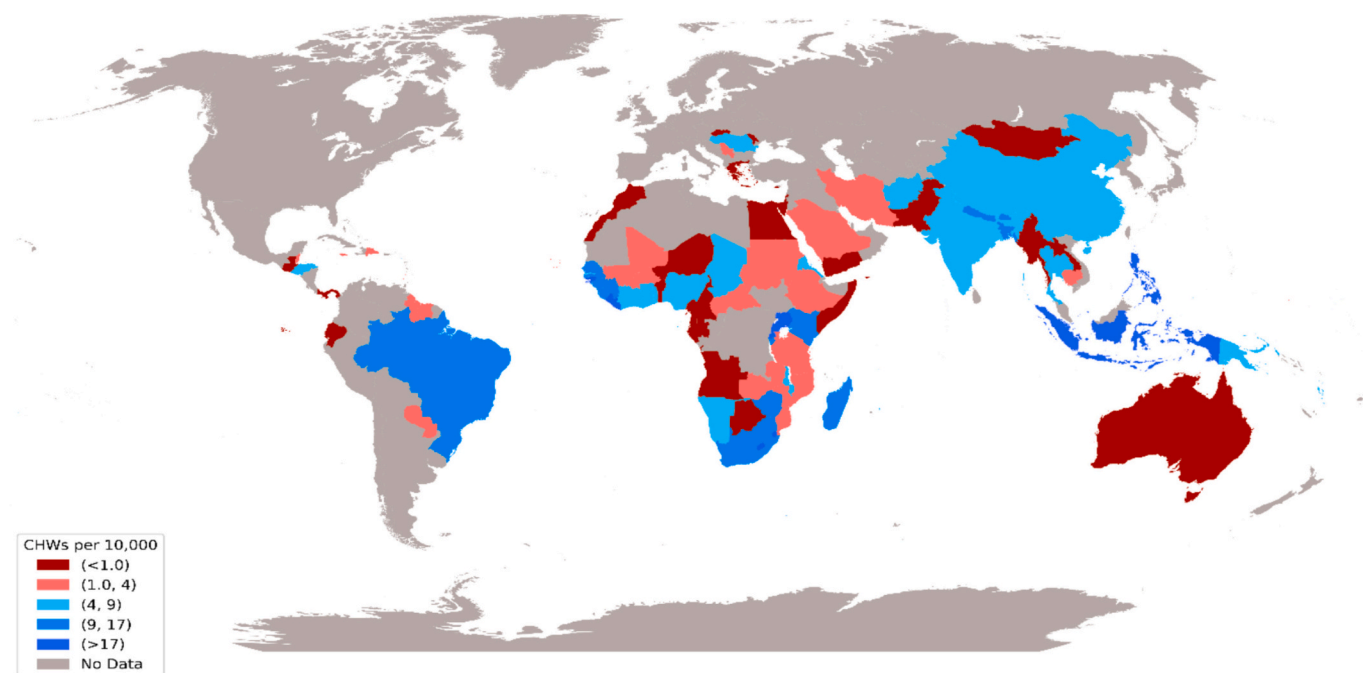 CHWs per 10,000
(<1.0)
(1.0, 4)
(4, 9)
(9, 17)
(>17)
No Data